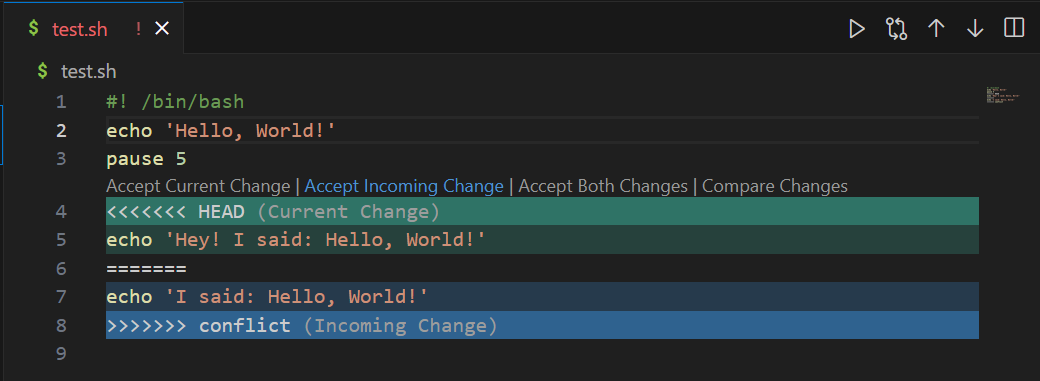 $ test.sh !
$ test.sh
1 #! /bin/bash
2 echo 'Hello, World!'
3 pause 5
Accept Current Change | Accept Incoming Change | Accept Both Changes | Compare Changes
4 <<<<<<< HEAD (Current Change)
5 echo 'Hey! I said: Hello, World!'
6 =======
7 echo 'I said: Hello, World!'
8 >>>>>>> conflict (Incoming Change)
9